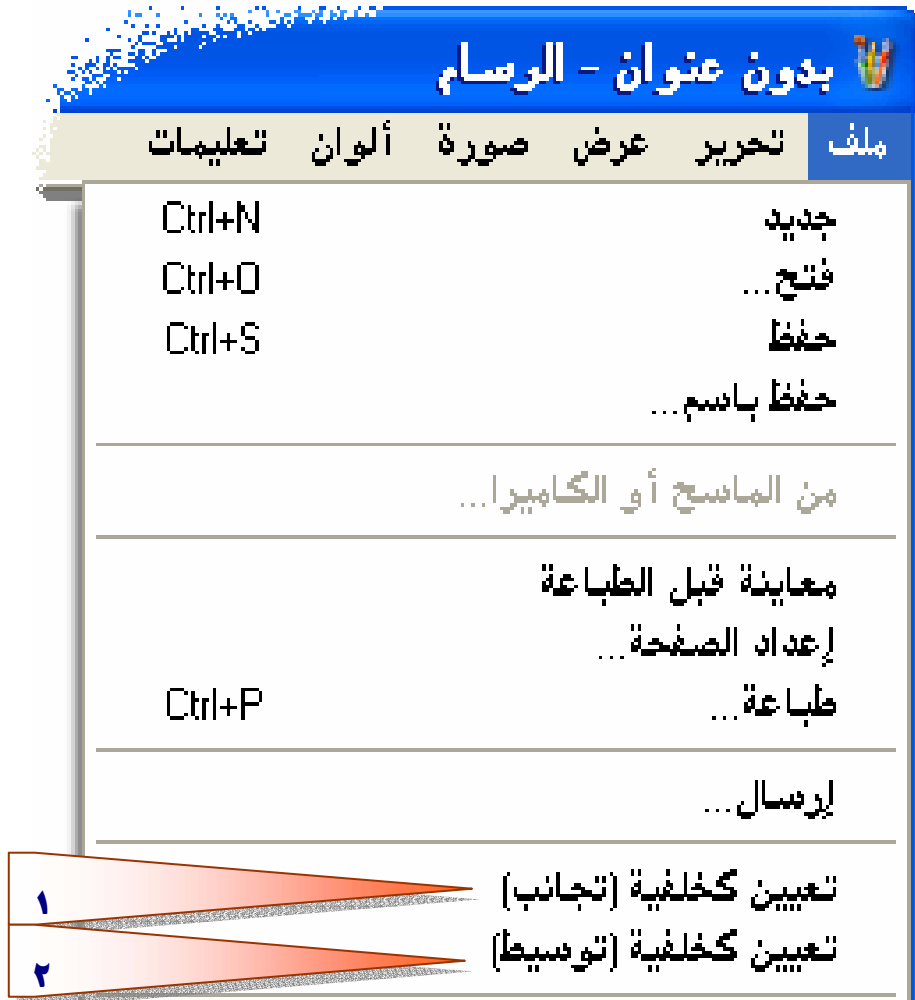 بدون عنوان - الرسام
ملف تحرير عرض صورة ألوان تعليمات
جديد Ctrl+N
فتح... Ctrl+O
حفظ Ctrl+S
حفظ باسم...
من الماسح أو الكاميرا...
معاينة قبل الطباعة
إعداد الصفحة...
طباعة... Ctrl+P
إرسال...
تعيين كخلفية (تجانب) ١
تعيين كخلفية (توسيط) ٢